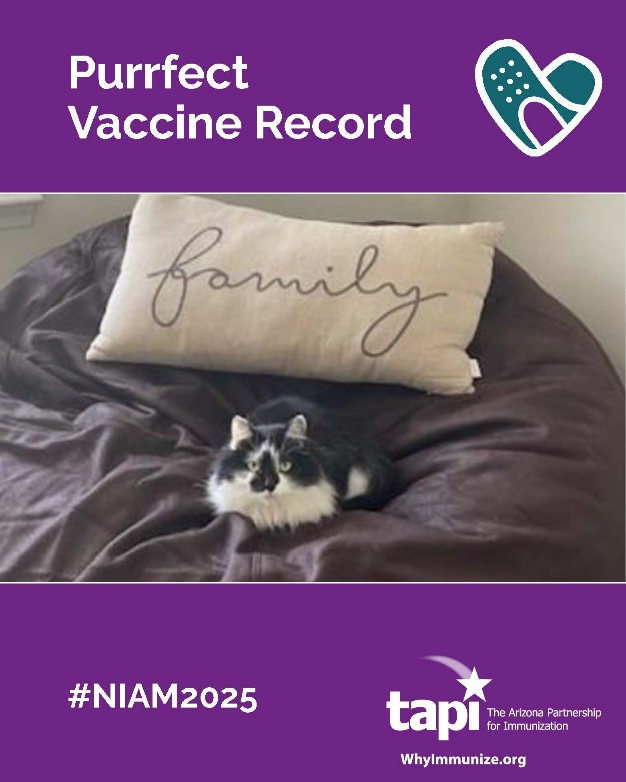 Purrfect
Vaccine Record
family
#NIAM2025
tapi
The Arizona Partnership
for Immunization
WhyImmunize.org